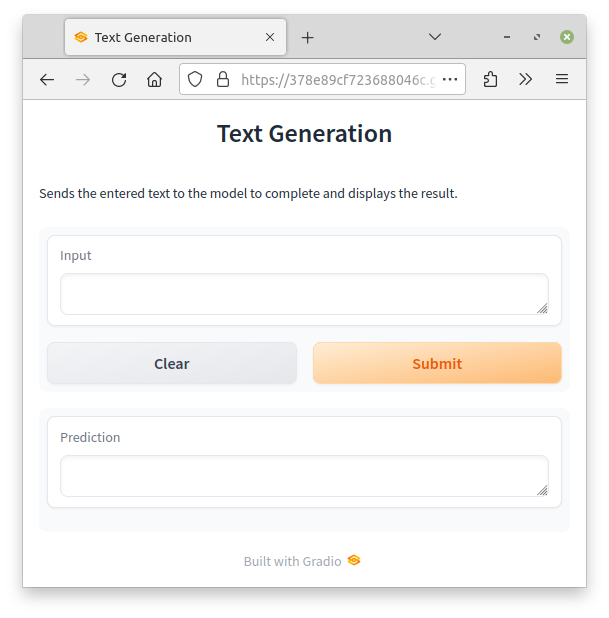 Text Generation
https://378e89cf723688046c.g
Text Generation
Sends the entered text to the model to complete and displays the result.
Input
Clear
Submit
Prediction
Built with Gradio